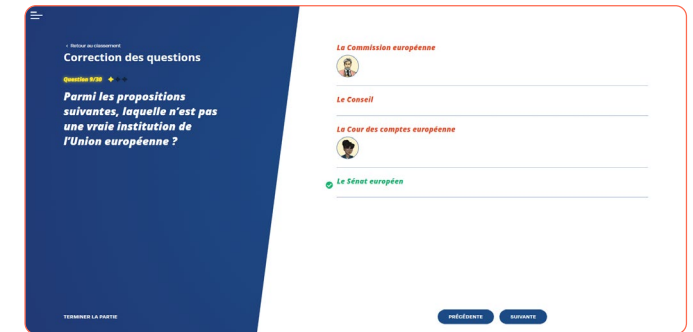 < Retour au classement
Correction des questions
Question 9/30
Parmi les propositions
suivantes, laquelle n'est pas
une vraie institution de
l'Union européenne ?
TERMINER LA PARTIE
La Commission européenne
Le Conseil
La Cour des comptes européenne
Le Sénat européen
PRÉCÉDENTE
SUIVANTE